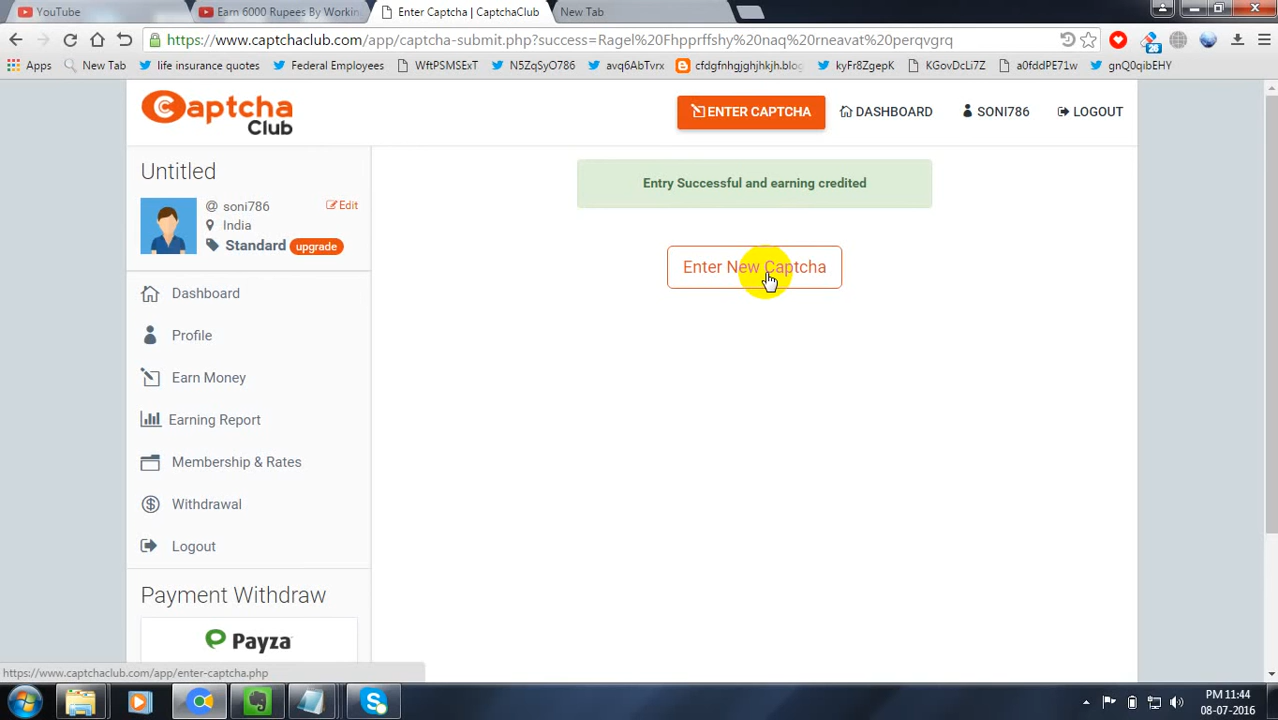 YouTube
Earn 6000 Rupees By Workin
Enter Captcha | CaptchaClub
New Tab
https://www.captchaclub.com/app/captcha-submit.php?success=Ragel%20Fhpprffshy%20naq%20rneavat%20perqvgrq
26
Apps
New Tab
life insurance quotes
Federal Employees
WftPSMSExT
N5ZqSyO786
avq6AbTvrx
cfdgfnhgjghjhkjh.blog
kyFr8ZgepK
KGovDcLi7Z
a0fddPE71w
gnQ0qibEHY
Captcha
Club
ENTER CAPTCHA
DASHBOARD
SONI786
LOGOUT
Untitled
@ soni786
Edit
India
Standard
upgrade
Entry Successful and earning credited
Enter New Captcha
Dashboard
Profile
Earn Money
Earning Report
Membership & Rates
Withdrawal
Logout
Payment Withdraw
Payza
https://www.captchaclub.com/app/enter-captcha.php
PM 11:44
08-07-2016